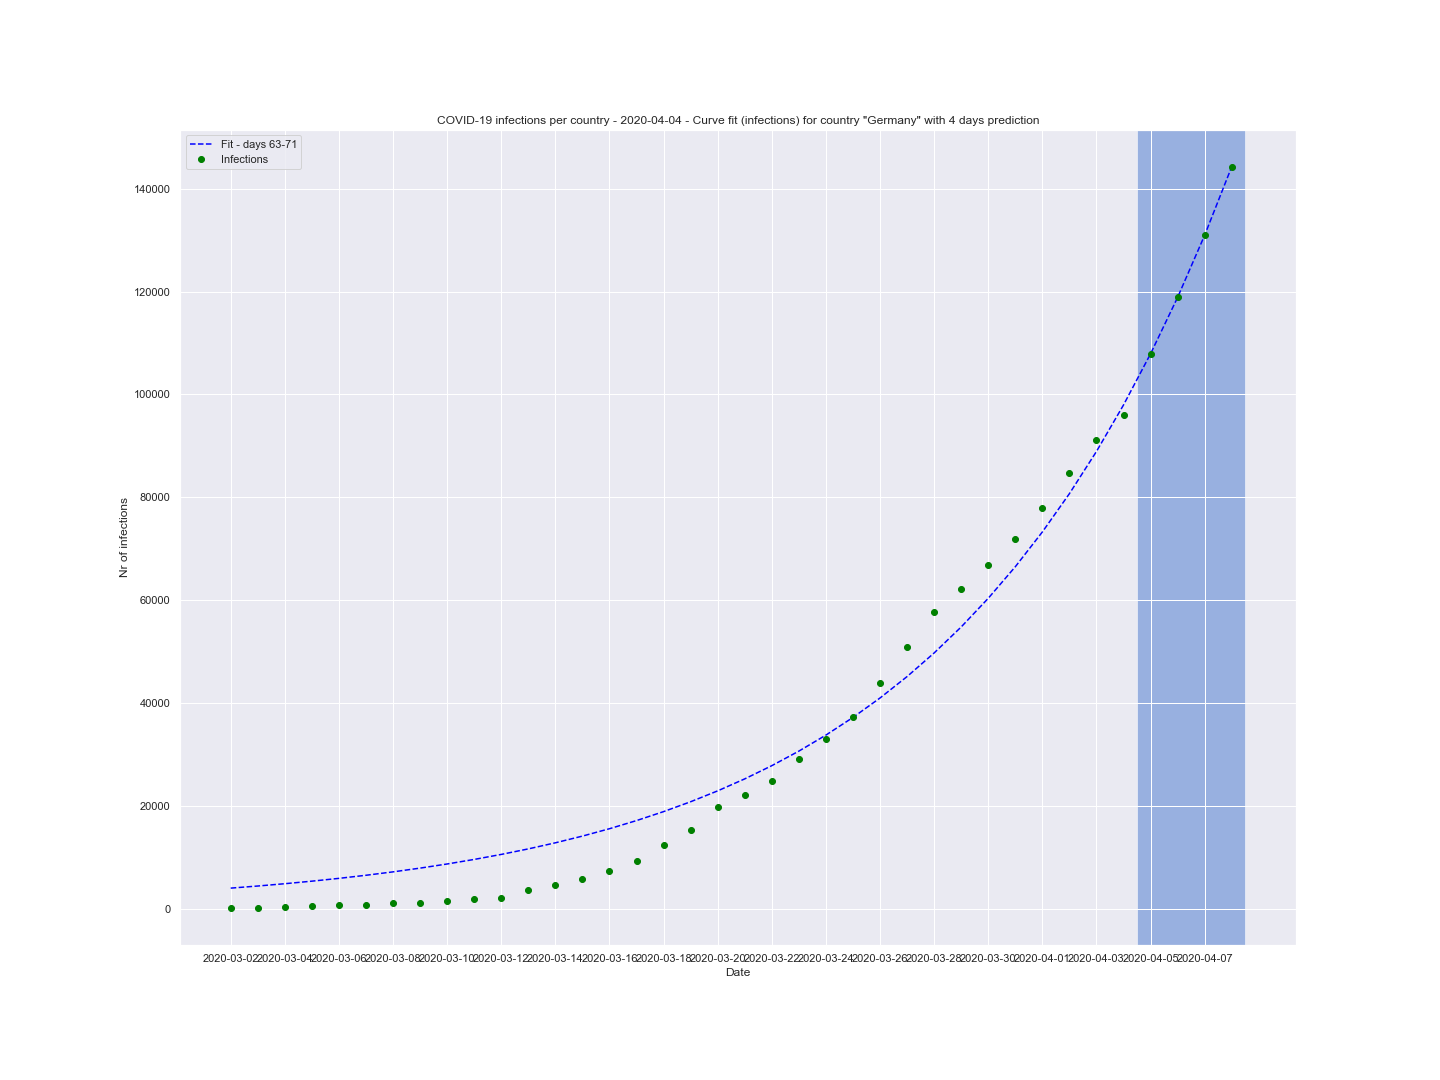 COVID-19 infections per country - 2020-04-04 - Curve fit (infections) for country "Germany" with 4 days prediction
Fit - days 63-71
Infections
140000
120000
100000
80000
60000
40000
20000
0
Nr of infections
2020-03-02 2020-03-04 2020-03-06 2020-03-08 2020-03-10 2020-03-12 2020-03-14 2020-03-16 2020-03-18 2020-03-20 2020-03-22 2020-03-24 2020-03-26 2020-03-28 2020-03-30 2020-04-01 2020-04-03 2020-04-05 2020-04-07
Date